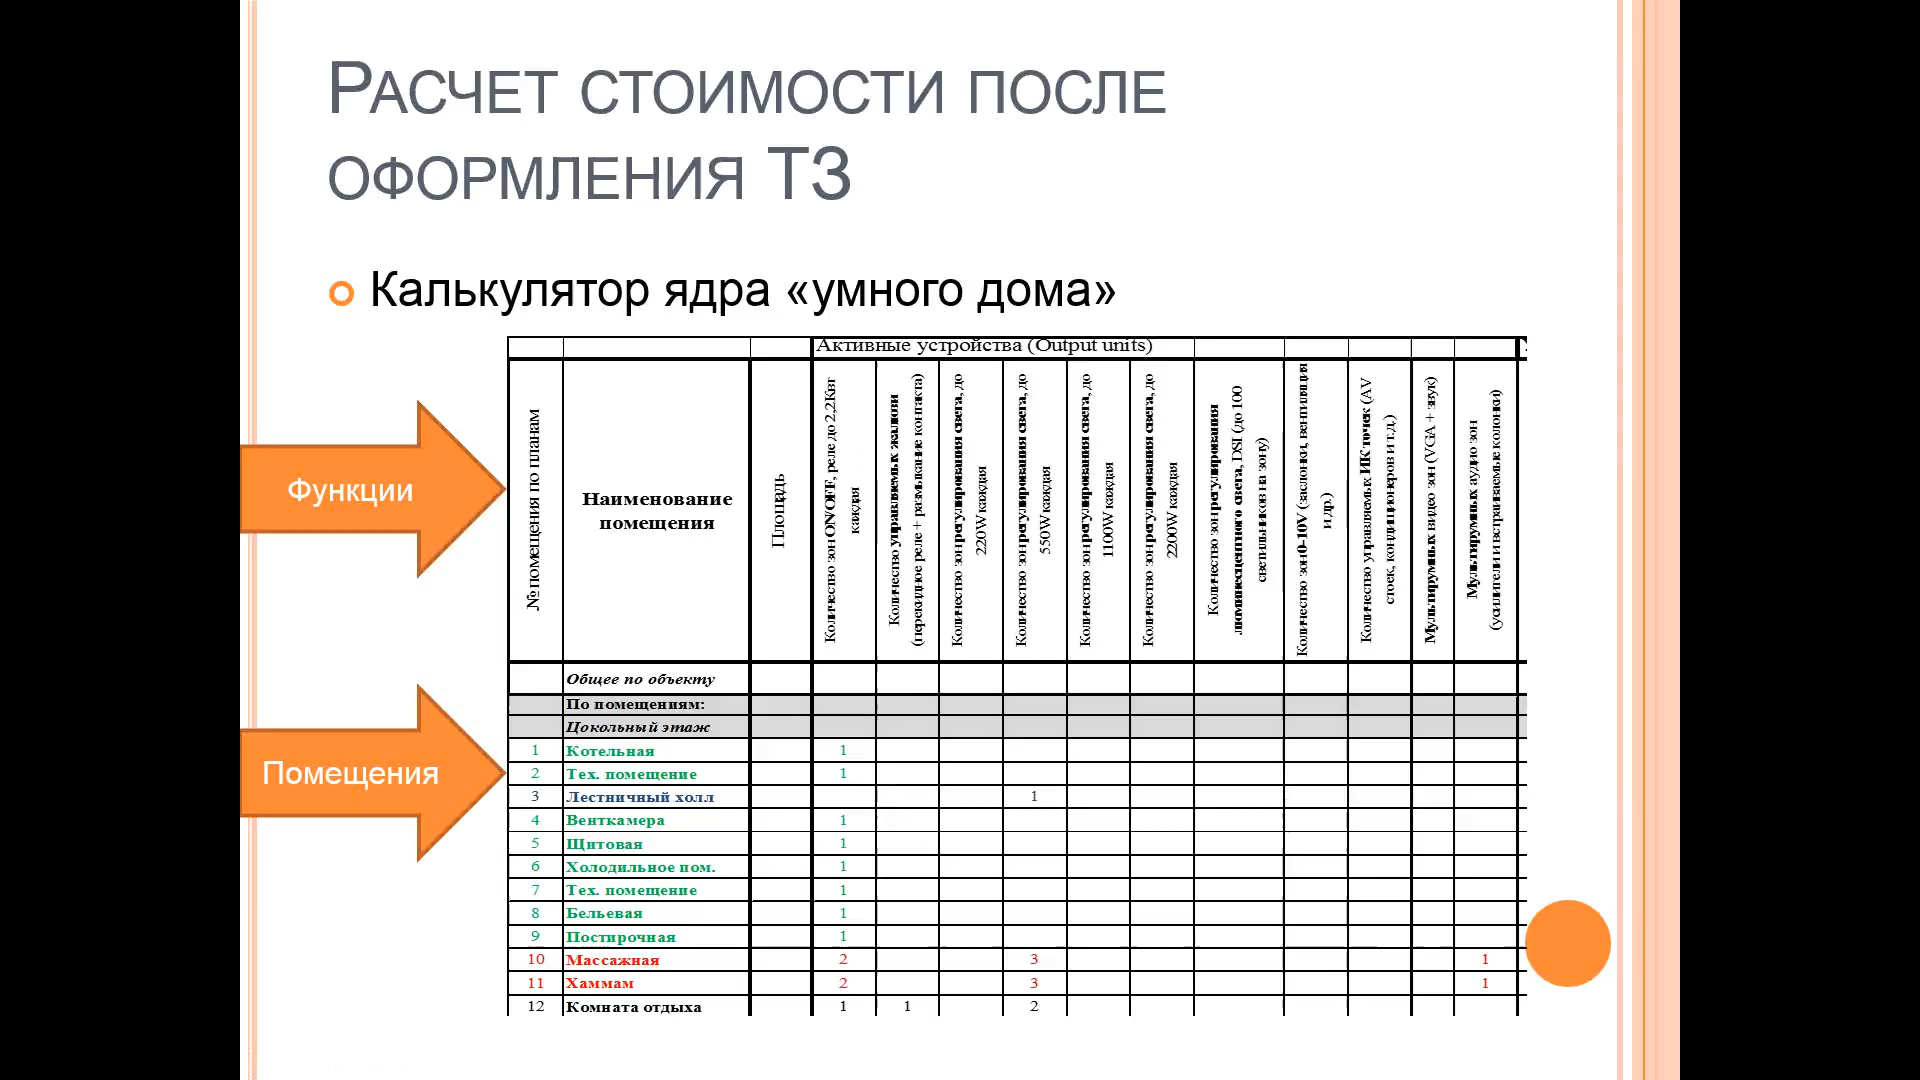 Расчет стоимости после
оформления ТЗ
Калькулятор ядра «умного дома»
Функции
Помещения
Активные устройства (Output units)
№ помещения по планам
Наименование
помещения
Площадь
Количество зон ON/OFF, реле до 2,2Квт
каждая
Количество управляемых жалюзи
(перекидное реле + размыкание контакта)
Количество зон регулирования света, до
220W каждая
Количество зон регулирования света, до
550W каждая
Количество зон регулирования света, до
1100W каждая
Количество зон регулирования света, до
2200W каждая
Количество зон регулирования
люминесцентного света, DSI (до 100
светильников на зону)
Количество зон 0-10V (заслонки, вентиляция
и др.)
Количество управляемых ИК точек (AV
стоек, кондиционеров и т.д.)
Мультирумных видео зон (VGA + звук)
Мультирумных аудио зон
(усилители и встраиваемые колонки)
Общее по объекту
По помещениям:
Цокольный этаж
1 Котельная 1
2 Тех. помещение 1
3 Лестничный холл 1
4 Венткамера 1
5 Щитовая 1
6 Холодильное пом. 1
7 Тех. помещение 1
8 Бельевая 1
9 Постирочная 1
10 Массажная 2 3 1
11 Хаммам 2 3 1
12 Комната отдыха 1 1 2